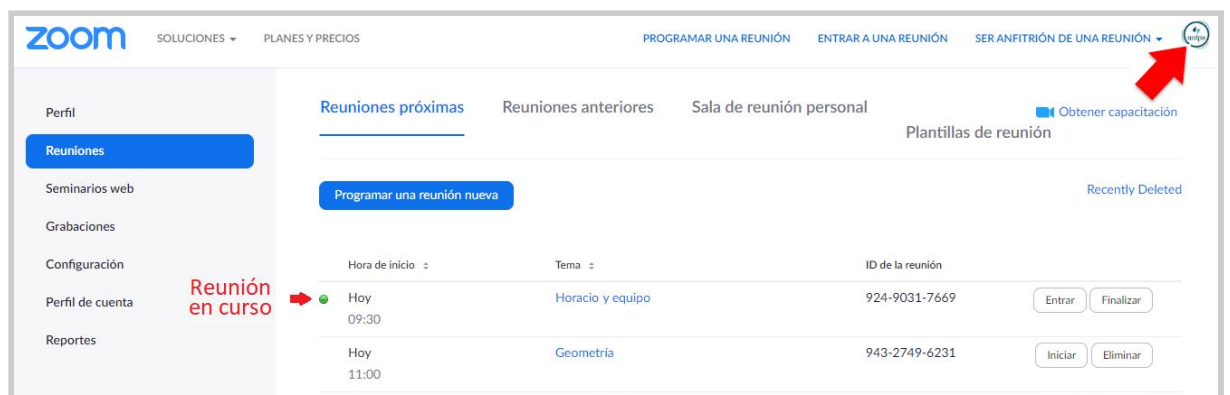 zoom SOLUCIONES PLANES Y PRECIOS PROGRAMAR UNA REUNIÓN ENTRAR A UNA REUNIÓN SER ANFITRIÓN DE UNA REUNIÓN unipe
Perfil
Reuniones
Seminarios web
Grabaciones
Configuración
Perfil de cuenta
Reportes
Reuniones próximas Reuniones anteriores Sala de reunión personal
Plantillas de reunión
Obtener capacitación
Programar una reunión nueva Recently Deleted
Hora de inicio Tema ID de la reunión
Reunión
en curso
Hoy Horacio y equipo 924-9031-7669 Entrar Finalizar
09:30
Hoy Geometría 943-2749-6231 Iniciar Eliminar
11:00